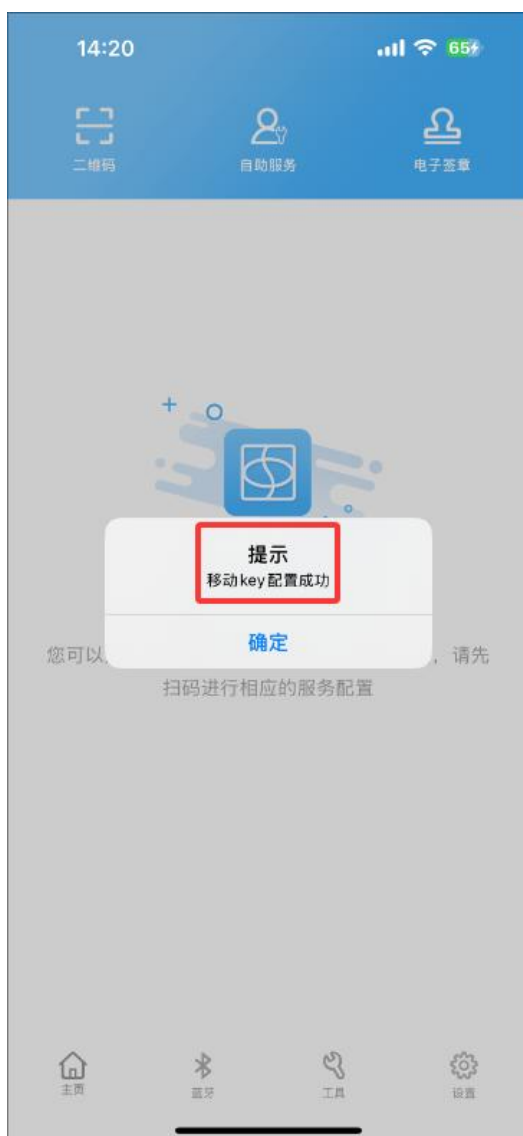 14:20
65
二维码
自助服务
电子签章
提示
移动key配置成功
确定
您可以
，请先
扫码进行相应的服务配置
主页
蓝牙
工具
设置